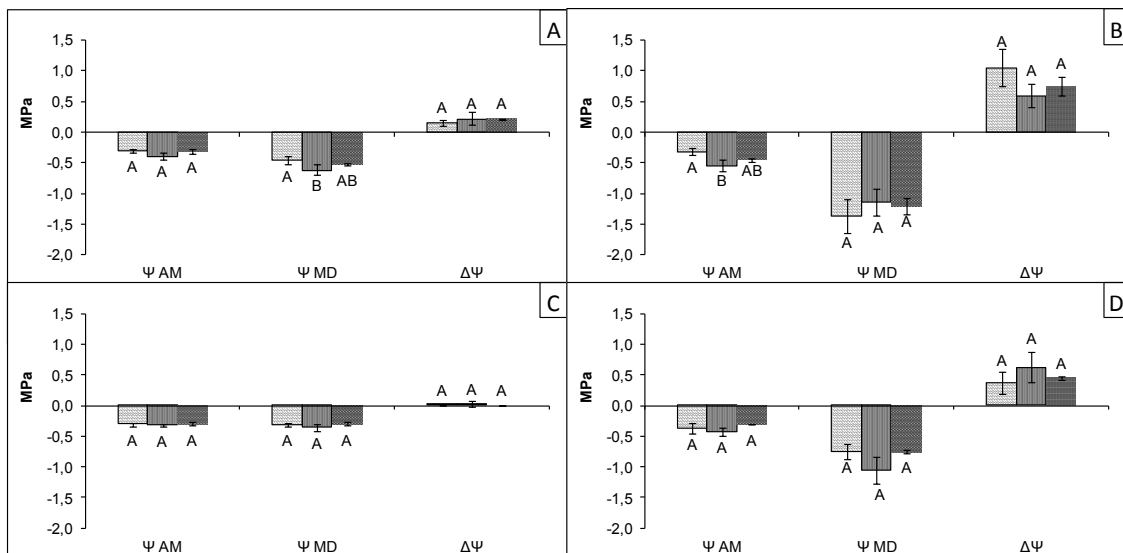 A
1,5
1,0
0,5
0,0
-0,5
-1,0
-1,5
-2,0
MPa
A A A
A A A
A B AB
Ψ AM Ψ MD ΔΨ
B
1,5
1,0
0,5
0,0
-0,5
-1,0
-1,5
-2,0
MPa
A A A
A B AB
A A A
Ψ AM Ψ MD ΔΨ
C
1,5
1,0
0,5
0,0
-0,5
-1,0
-1,5
-2,0
MPa
A A A
A A A
A A A
Ψ AM Ψ MD ΔΨ
D
1,5
1,0
0,5
0,0
-0,5
-1,0
-1,5
-2,0
MPa
A A A
A A A
A A A
Ψ AM Ψ MD ΔΨ